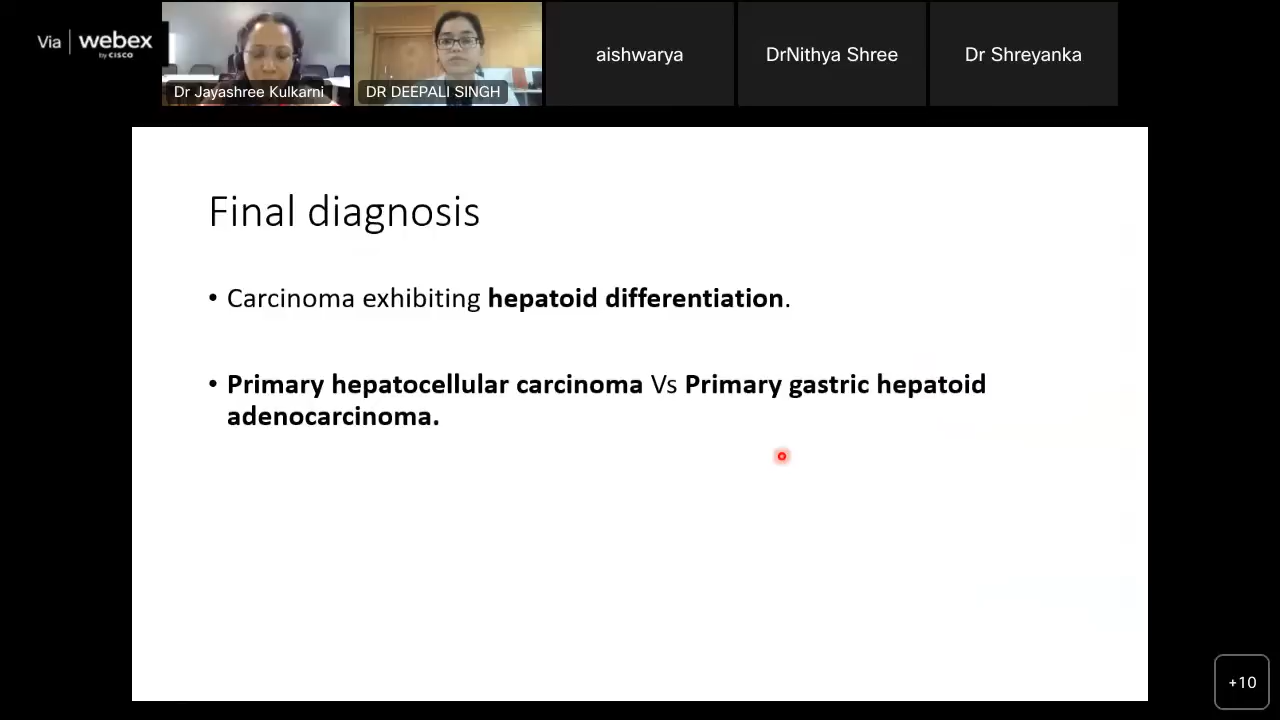 Via | webex
by CISCO
Dr Jayashree Kulkarni
DR DEEPALI SINGH
aishwarya
DrNithya Shree
Dr Shreyanka
Final diagnosis
• Carcinoma exhibiting hepatoid differentiation.
• Primary hepatocellular carcinoma Vs Primary gastric hepatoid
adenocarcinoma.
+10